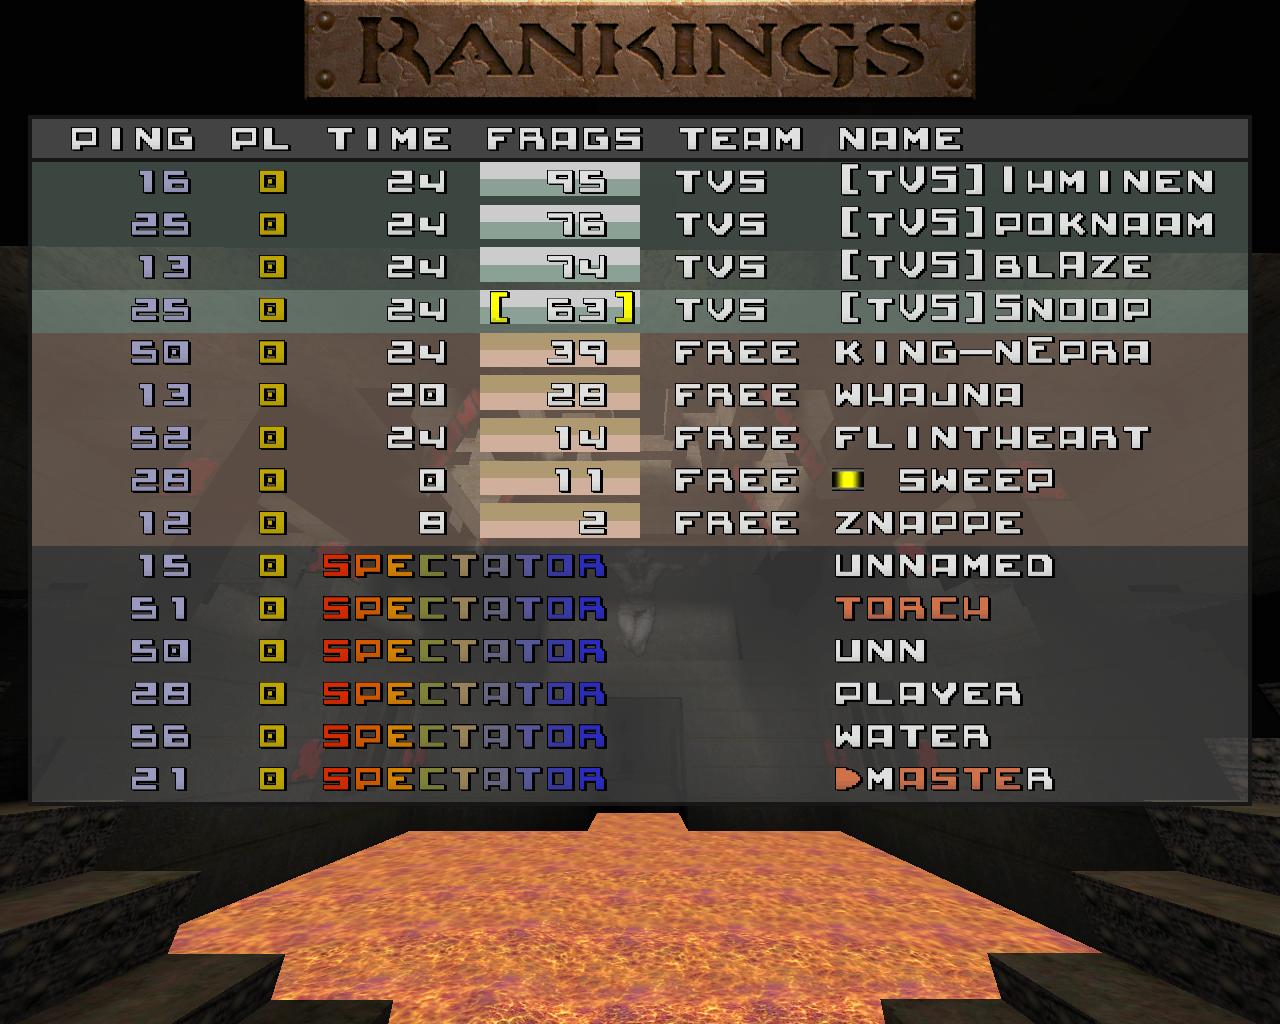 RANKINGS
PING PL TIME FRAGS TEAM NAME
16 0 24 95 TVS [TVS]IHMINEN
25 0 24 76 TVS [TVS]POKNAAM
13 0 24 74 TVS [TVS]BLAZE
25 0 24 [ 63 ] TVS [TVS]SNOOP
50 0 24 39 FREE KING—NEPRA
13 0 20 28 FREE WHAJNA
52 0 24 14 FREE FLINTHEART
28 0 0 11 FREE SWEEP
12 0 8 2 FREE ZNAPPE
15 0 SPECTATOR UNNAMED
51 0 SPECTATOR TORCH
50 0 SPECTATOR UNN
28 0 SPECTATOR PLAYER
56 0 SPECTATOR WATER
21 0 SPECTATOR MASTER